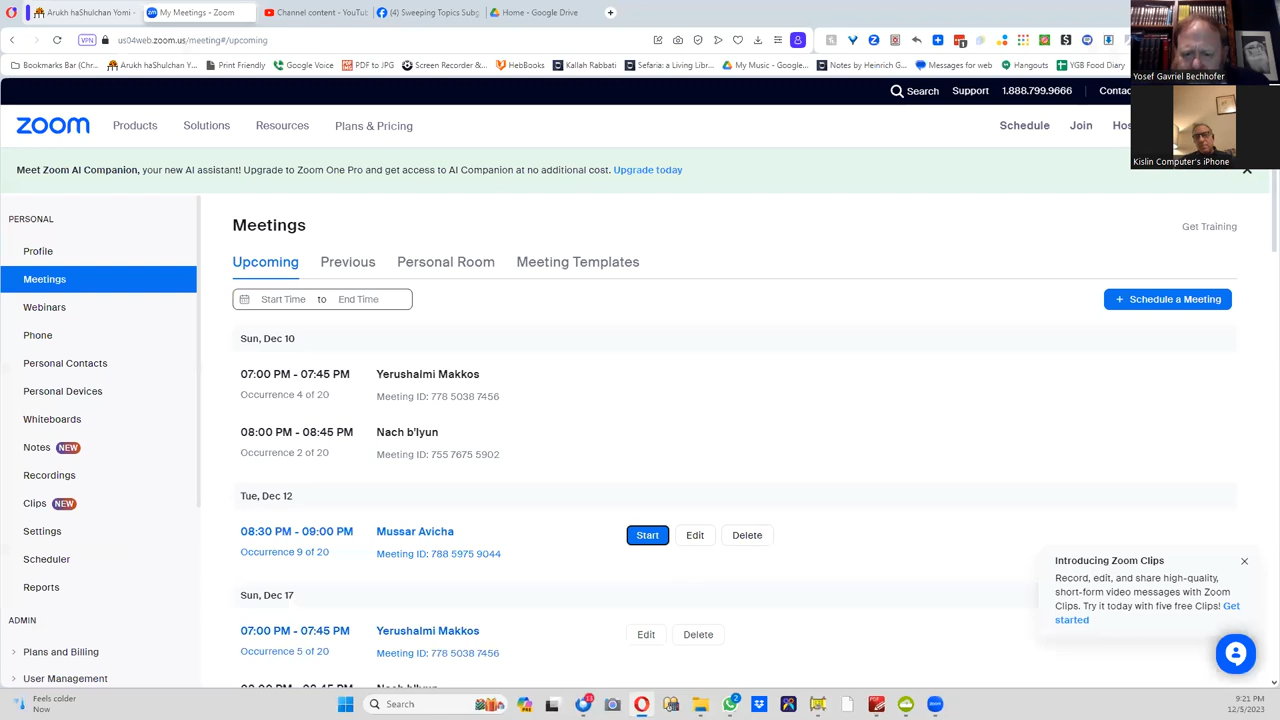 Arukh haShulchan Yomi -
My Meetings - Zoom
Channel content - YouTu
(4) Sweeping Topics Subg
Home - Google Drive
VPN
us04web.zoom.us/meeting#/upcoming
Bookmarks Bar (Chr...
Arukh haShulchan Y...
Print Friendly
Google Voice
PDF to JPG
Screen Recorder &...
HebBooks
Kallah Rabbati
Sefaria: a Living Libr...
My Music - Google...
Notes by Heinrich G...
Messages for web
Hangouts
YGB Food Diary
Yosef Gavriel Bechhofer
Kislin Computer's iPhone
Search
Support
1.888.799.9666
Contac
zoom
Products
Solutions
Resources
Plans & Pricing
Schedule
Join
Hos
Meet Zoom AI Companion, your new AI assistant! Upgrade to Zoom One Pro and get access to AI Companion at no additional cost. Upgrade today
PERSONAL
Profile
Meetings
Webinars
Phone
Personal Contacts
Personal Devices
Whiteboards
Notes NEW
Recordings
Clips NEW
Settings
Scheduler
Reports
ADMIN
Plans and Billing
User Management
Meetings
Get Training
Upcoming
Previous
Personal Room
Meeting Templates
Start Time to End Time
+ Schedule a Meeting
Sun, Dec 10
07:00 PM - 07:45 PM
Yerushalmi Makkos
Occurrence 4 of 20
Meeting ID: 778 5038 7456
08:00 PM - 08:45 PM
Nach b'Iyun
Occurrence 2 of 20
Meeting ID: 755 7675 5902
Tue, Dec 12
08:30 PM - 09:00 PM
Mussar Avicha
Start
Edit
Delete
Occurrence 9 of 20
Meeting ID: 788 5975 9044
Sun, Dec 17
07:00 PM - 07:45 PM
Yerushalmi Makkos
Edit
Delete
Occurrence 5 of 20
Meeting ID: 778 5038 7456
Introducing Zoom Clips
Record, edit, and share high-quality,
short-form video messages with Zoom
Clips. Try it today with five free Clips! Get
started
Feels colder
Now
Search
9:21 PM
12/5/2023